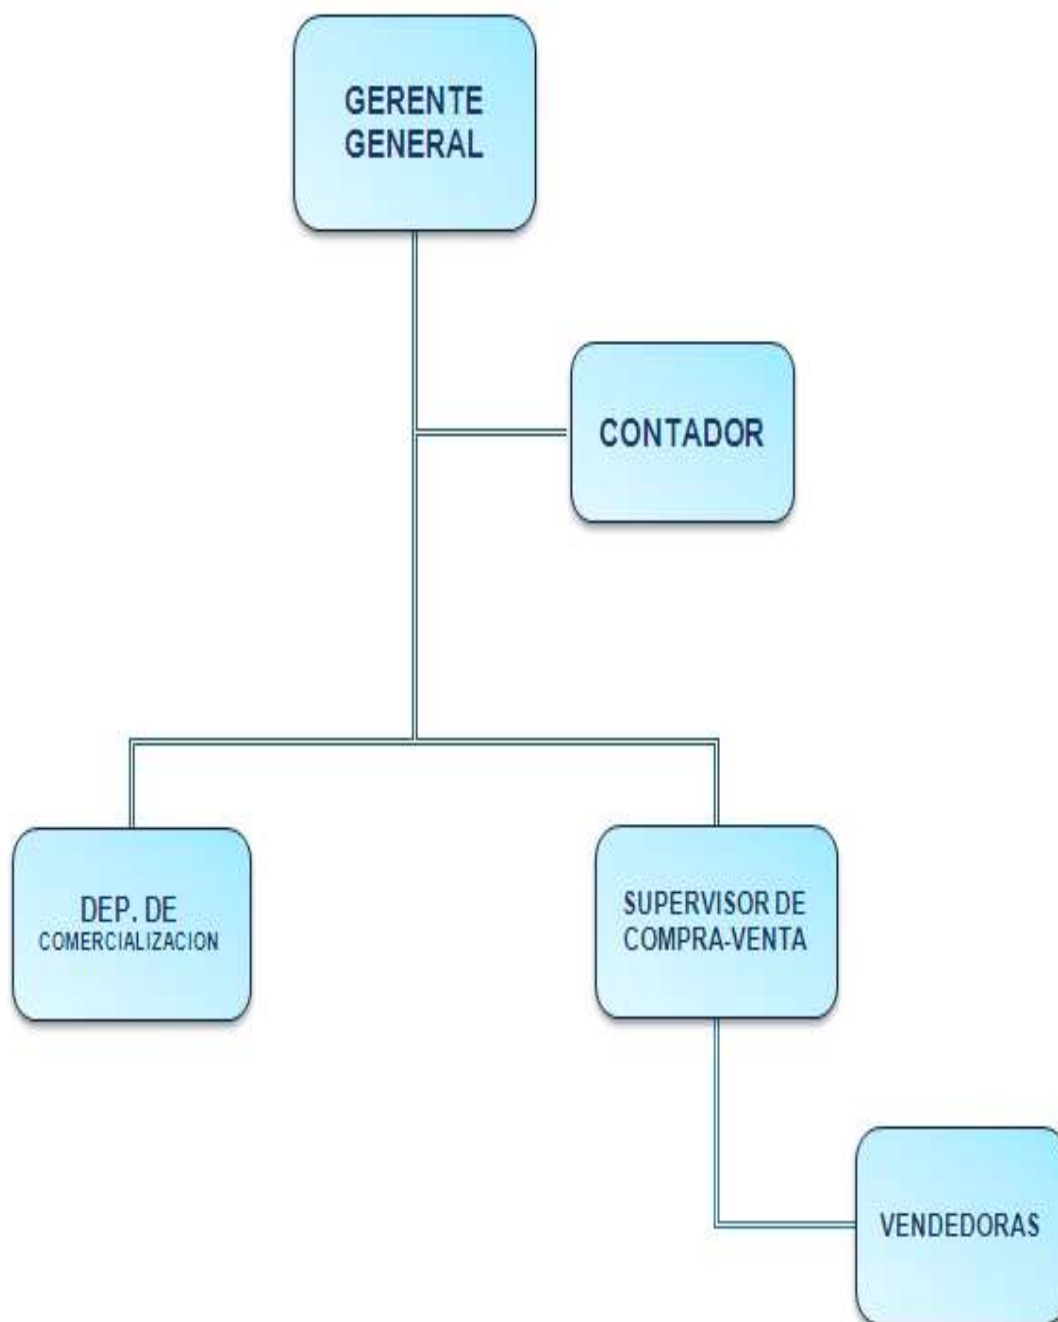 GERENTE
GENERAL
CONTADOR
DEP. DE
COMERCIALIZACION
SUPERVISOR DE
COMPRA-VENTA
VENDEDORAS